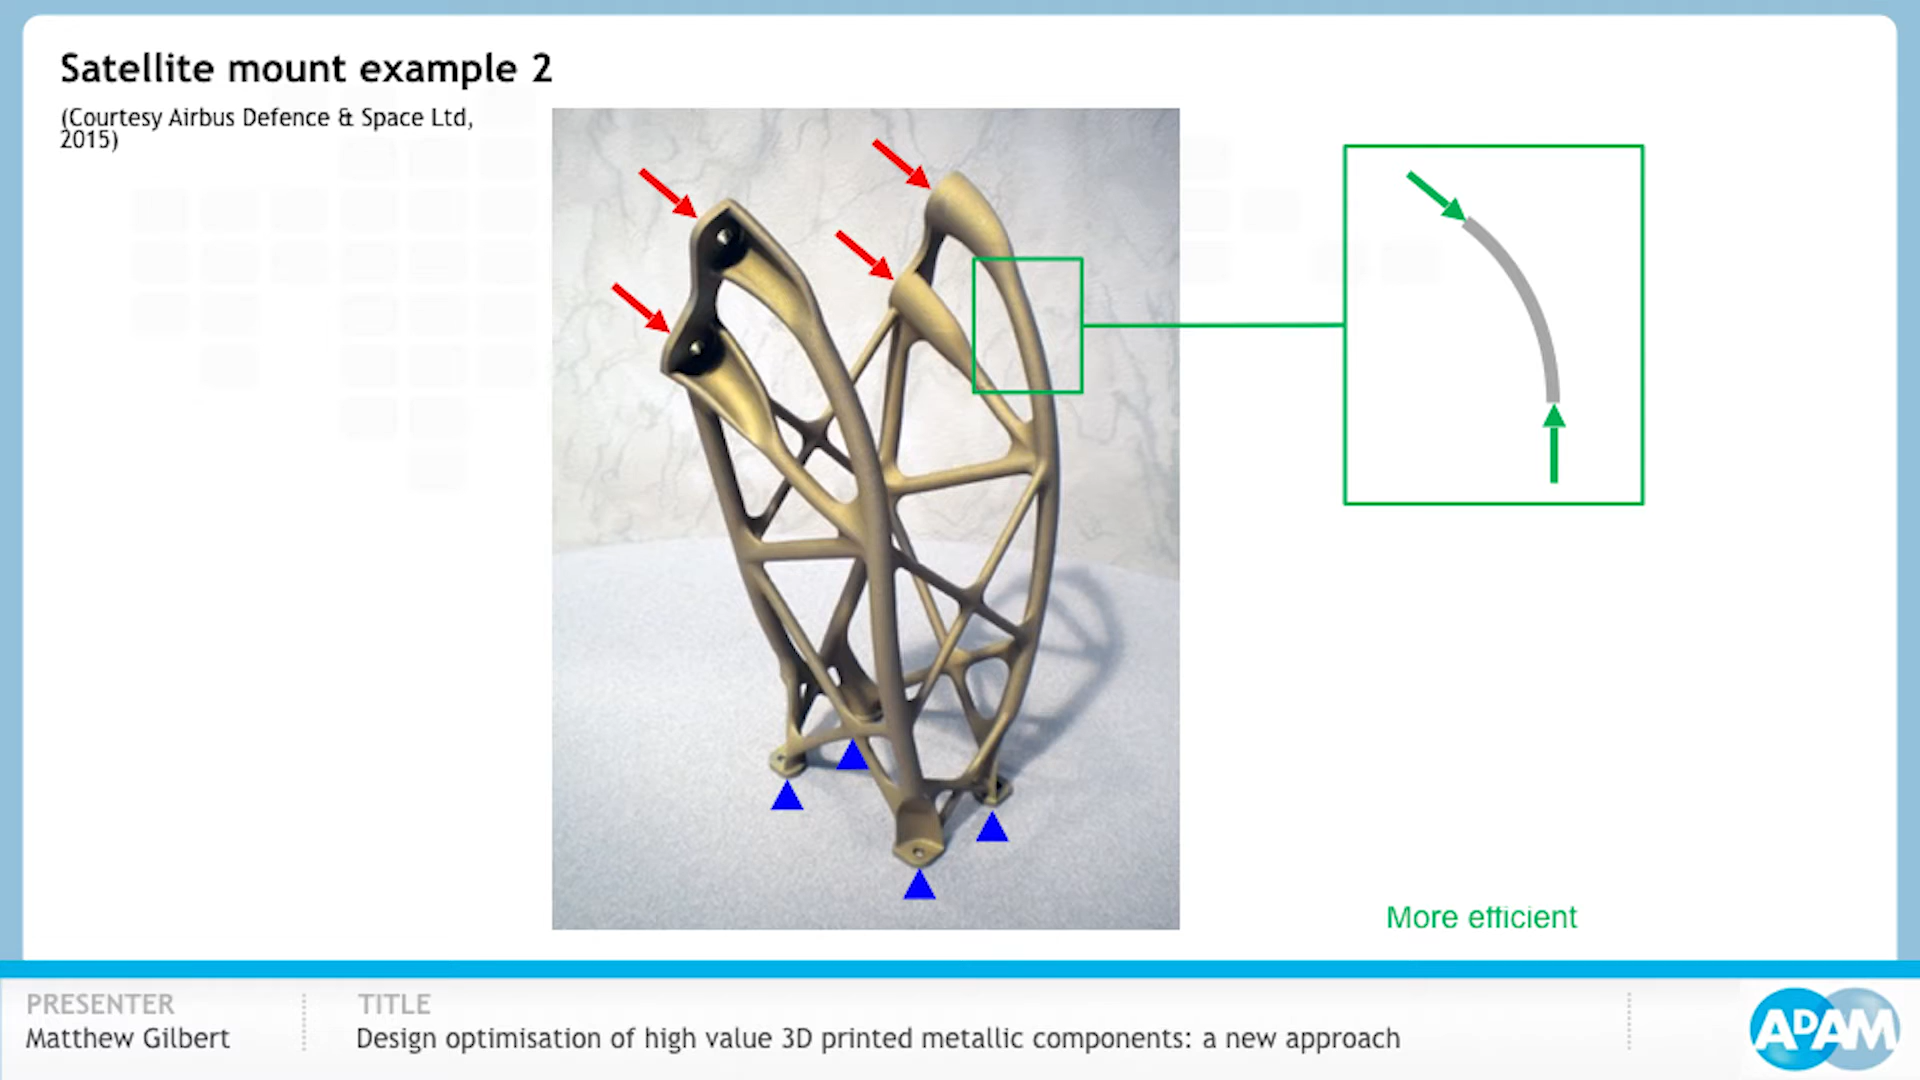 Satellite mount example 2
(Courtesy Airbus Defence & Space Ltd,
2015)
More efficient
PRESENTER
Matthew Gilbert
TITLE
Design optimisation of high value 3D printed metallic components: a new approach
ADAM